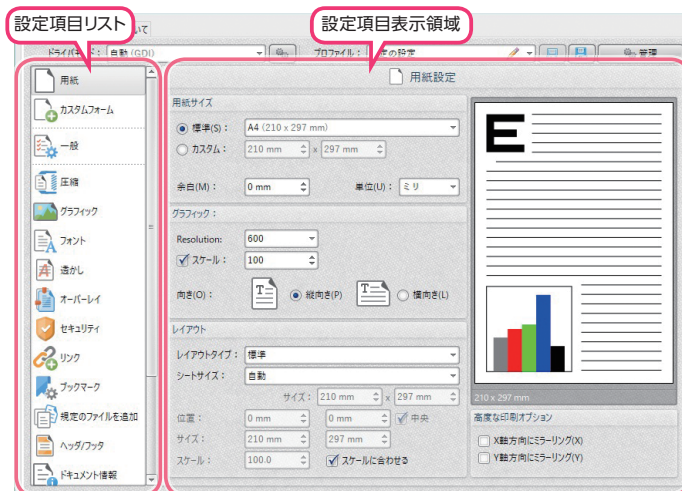 設定項目リスト
いて
設定項目表示領域
ドライバモード： 自動 (GDI)
プロファイル： 定の設定
管理
用紙
カスタムフォーム
一般
圧縮
グラフィック
フォント
透かし
オーバーレイ
セキュリティ
リンク
ブックマーク
規定のファイルを追加
ヘッダ/フッタ
ドキュメント情報
用紙設定
用紙サイズ
標準(S)： A4 (210 x 297 mm)
カスタム： 210 mm x 297 mm
余白(M)： 0 mm 単位(U)： ミリ
グラフィック：
Resolution: 600
スケール： 100
向き(O)： 縦向き(P) 横向き(L)
レイアウト
レイアウトタイプ： 標準
シートサイズ： 自動
サイズ： 210 mm x 297 mm
位置： 0 mm 0 mm 中央
サイズ： 210 mm 297 mm
スケール： 100.0 スケールに合わせる
E
210 x 297 mm
高度な印刷オプション
X軸方向にミラーリング(X)
Y軸方向にミラーリング(Y)